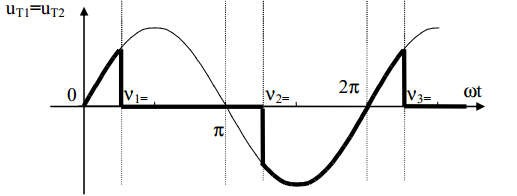 uT1=uT2
0
ν1=
π
ν2=
2π
ν3=
ωt